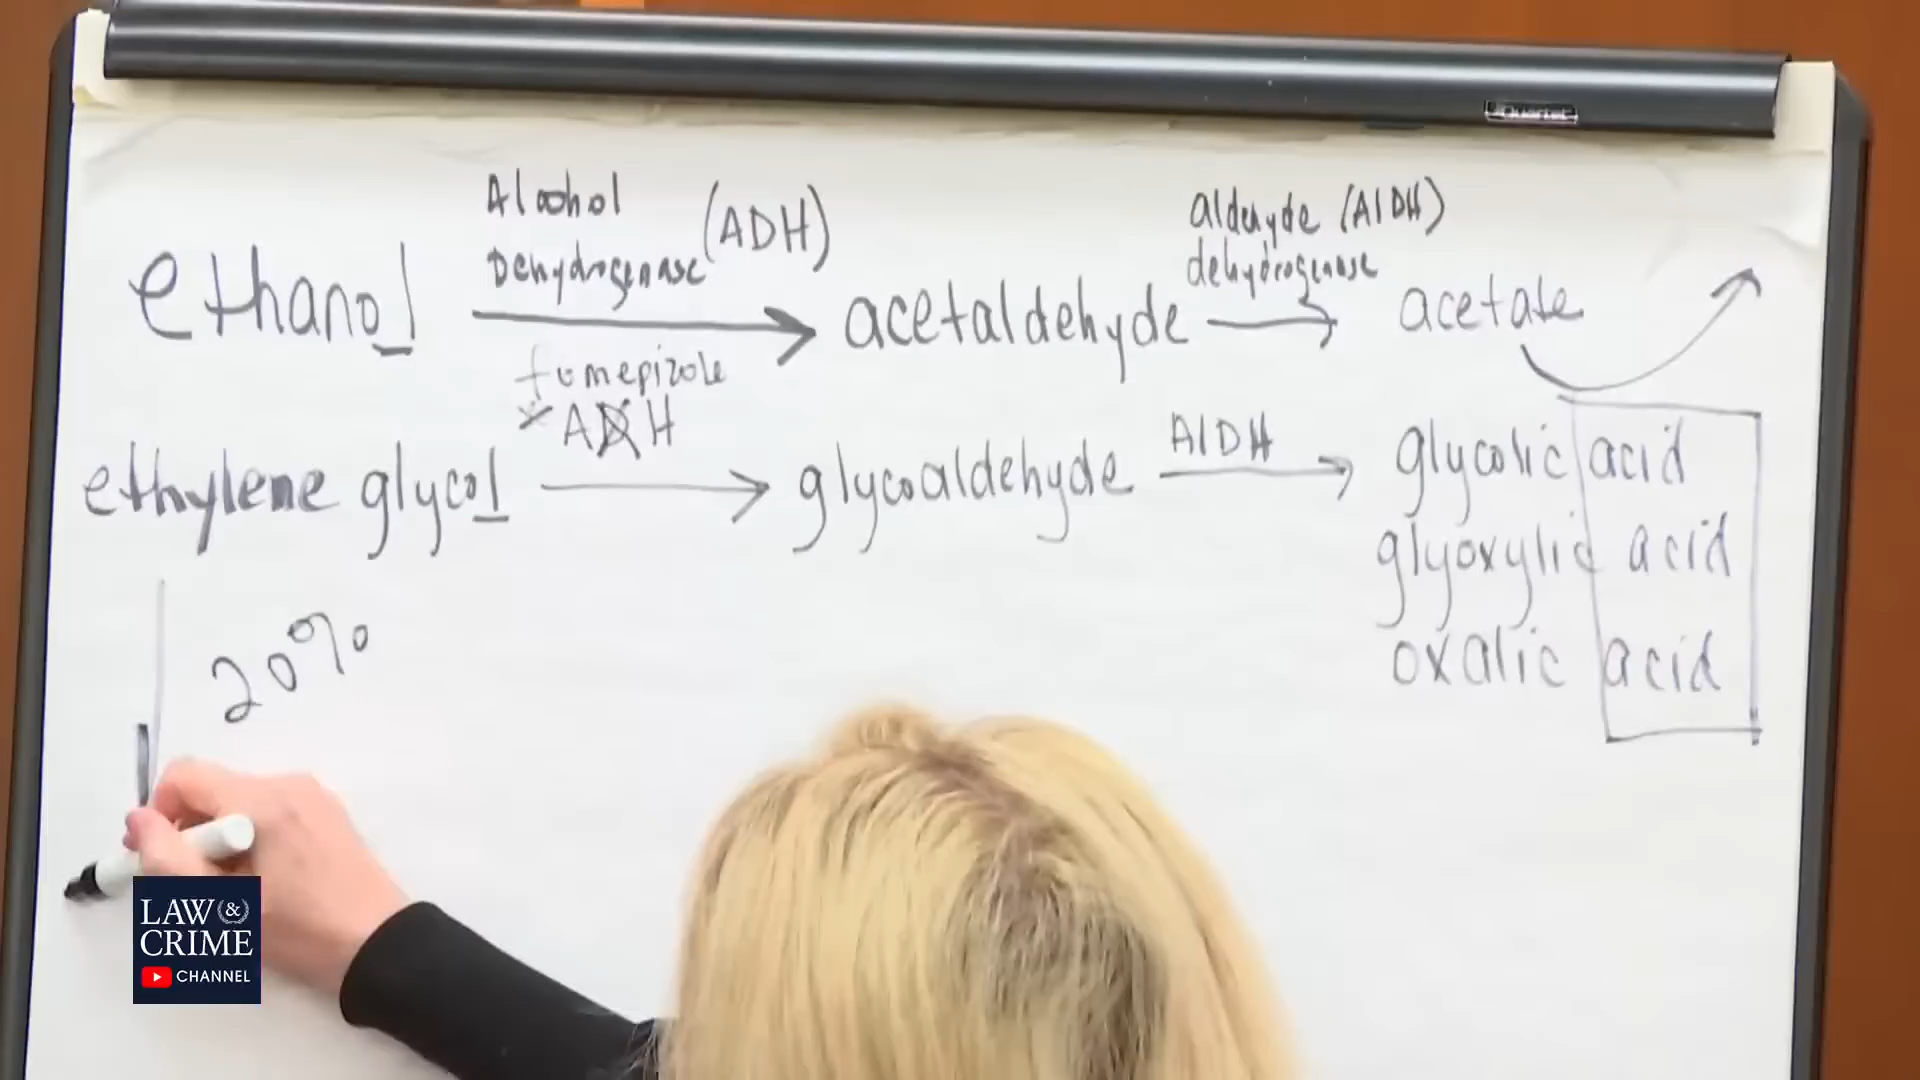 Quartet
Alcohol (ADH)
Dehydrogenase
aldehyde (AlDH)
dehydrogenase
ethanol
acetaldehyde
acetate
fomepizole
* ADH
AlDH
ethylene glycol
glycoaldehyde
glycolic acid
glyoxylic acid
oxalic acid
20%
LAW &
CRIME
CHANNEL